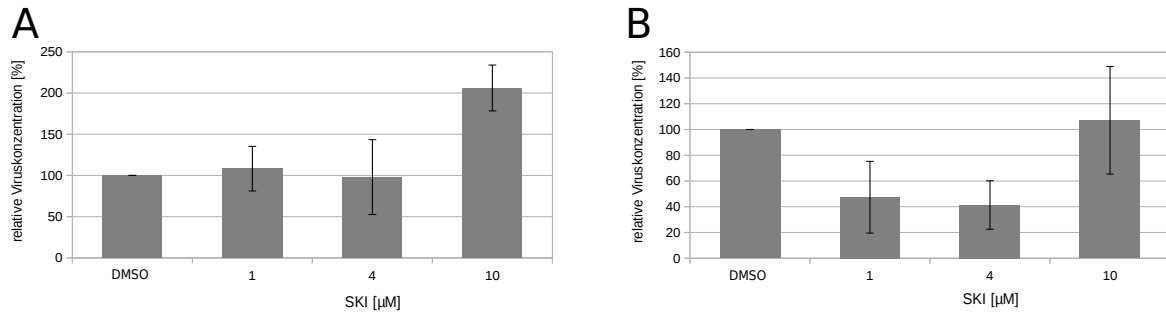 A
relative Viruskonzentration [%]
250
200
150
100
50
0
DMSO 1 4 10
SKI [µM]
B
relative Viruskonzentration [%]
160
140
120
100
80
60
40
20
0
DMSO 1 4 10
SKI [µM]